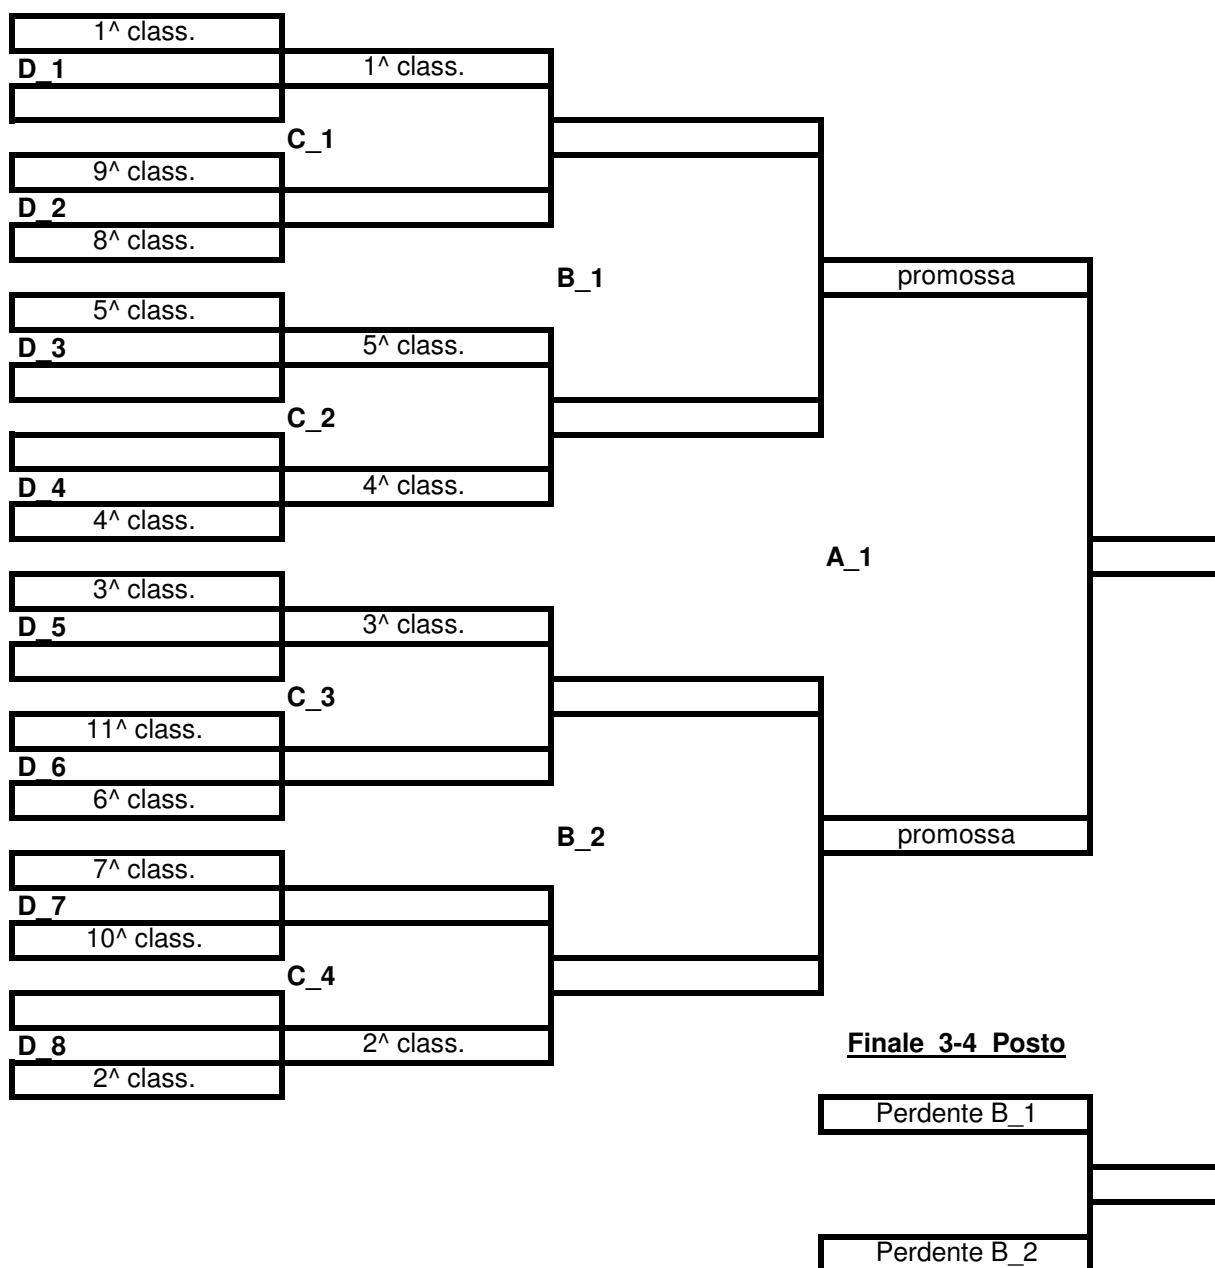 1^ class.
D_1
1^ class.
C_1
9^ class.
D_2
8^ class.
B_1
promossa
5^ class.
D_3
5^ class.
C_2
D_4
4^ class.
4^ class.
A_1
3^ class.
D_5
3^ class.
C_3
11^ class.
D_6
6^ class.
B_2
promossa
7^ class.
D_7
10^ class.
C_4
D_8
2^ class.
2^ class.
Finale 3-4 Posto
Perdente B_1
Perdente B_2